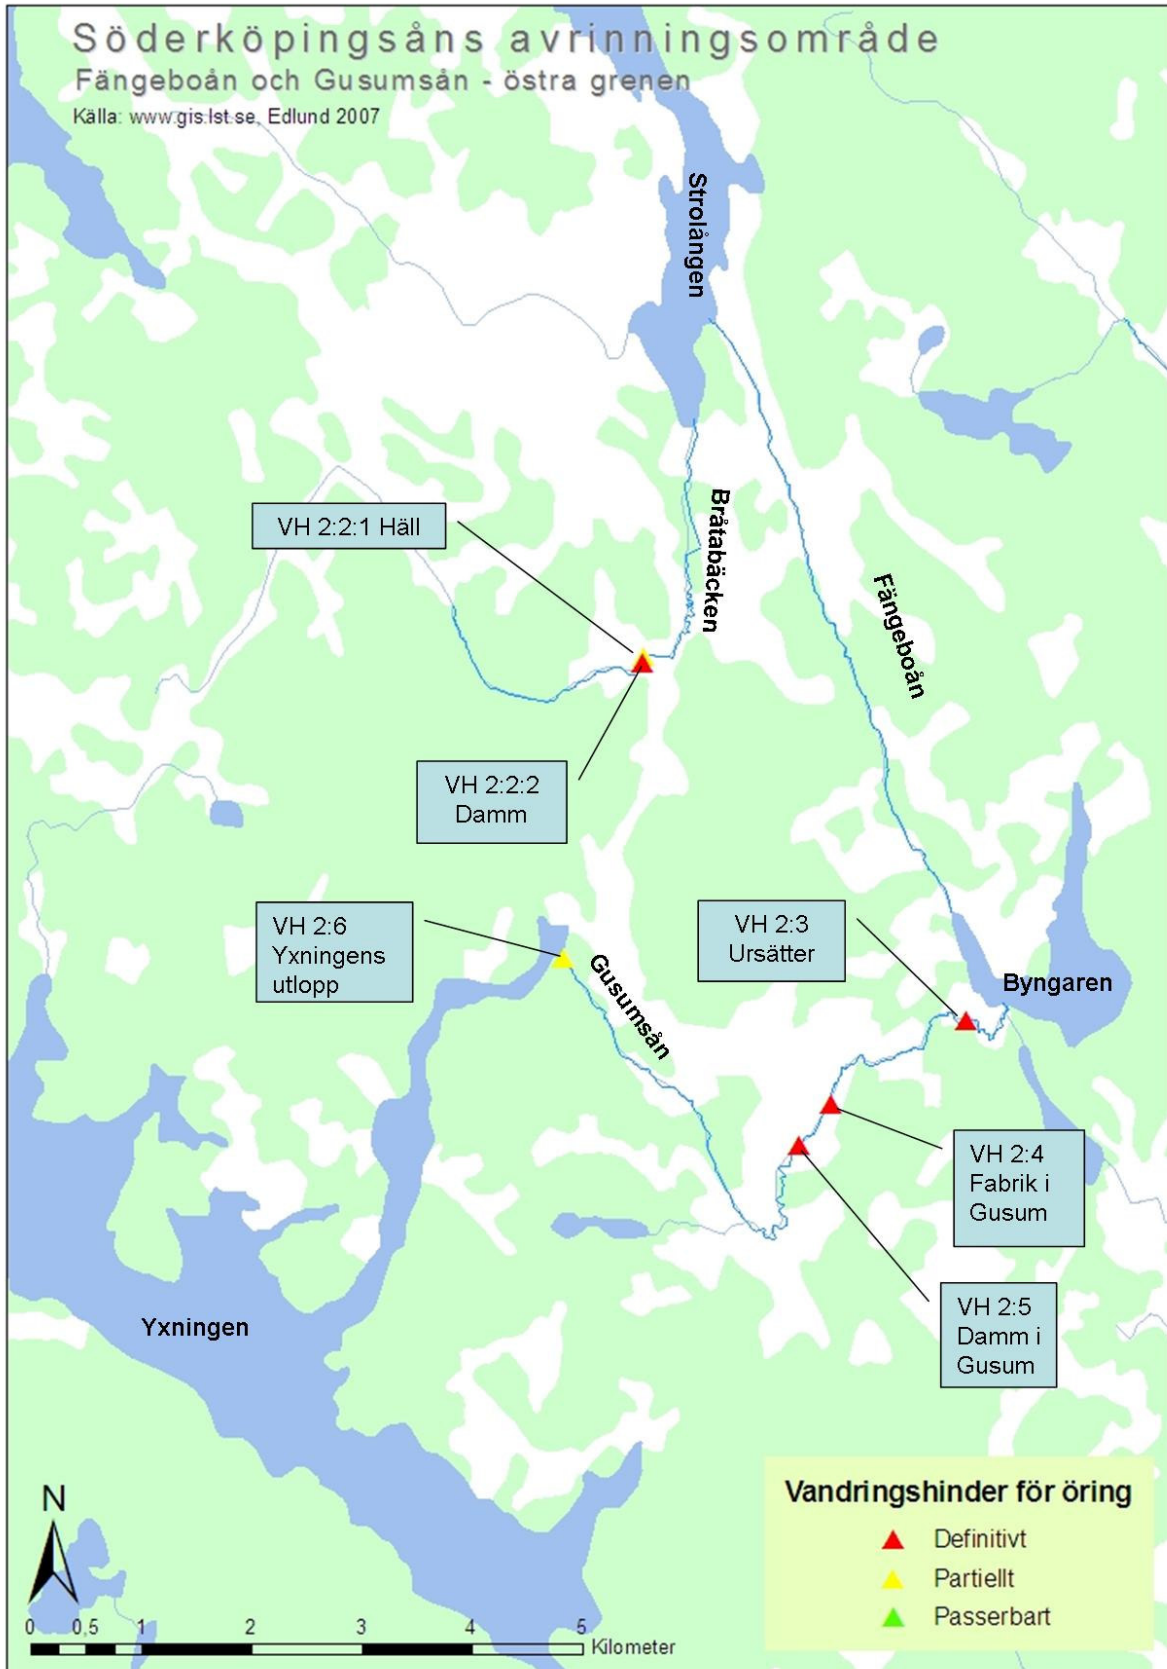 Söderköpingsåns avrinningsområde
Fängeboån och Gusumsån - östra grenen
Källa: www.gis.lst.se, Edlund 2007
Strolången
Bråtabäcken
Fängeboån
VH 2:2:1 Häll
VH 2:2:2
Damm
VH 2:6
Yxningens
utlopp
Gusumsån
VH 2:3
Ursätter
Byngaren
VH 2:4
Fabrik i
Gusum
VH 2:5
Damm i
Gusum
Yxningen
Vandringshinder för öring
Definitivt
Partiellt
Passerbart
N
0 0,5 1 2 3 4 5
Kilometer